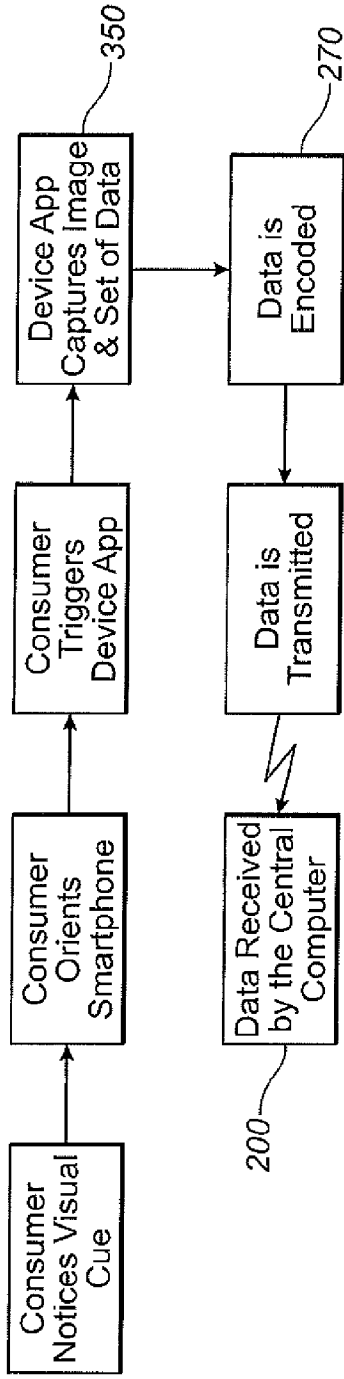 Consumer
Notices Visual
Cue
Consumer
Orients
Smartphone
Consumer
Triggers
Device App
Device App
Captures Image
& Set of Data
350
Data is
Encoded
270
Data is
Transmitted
Data Received
by the Central
Computer
200